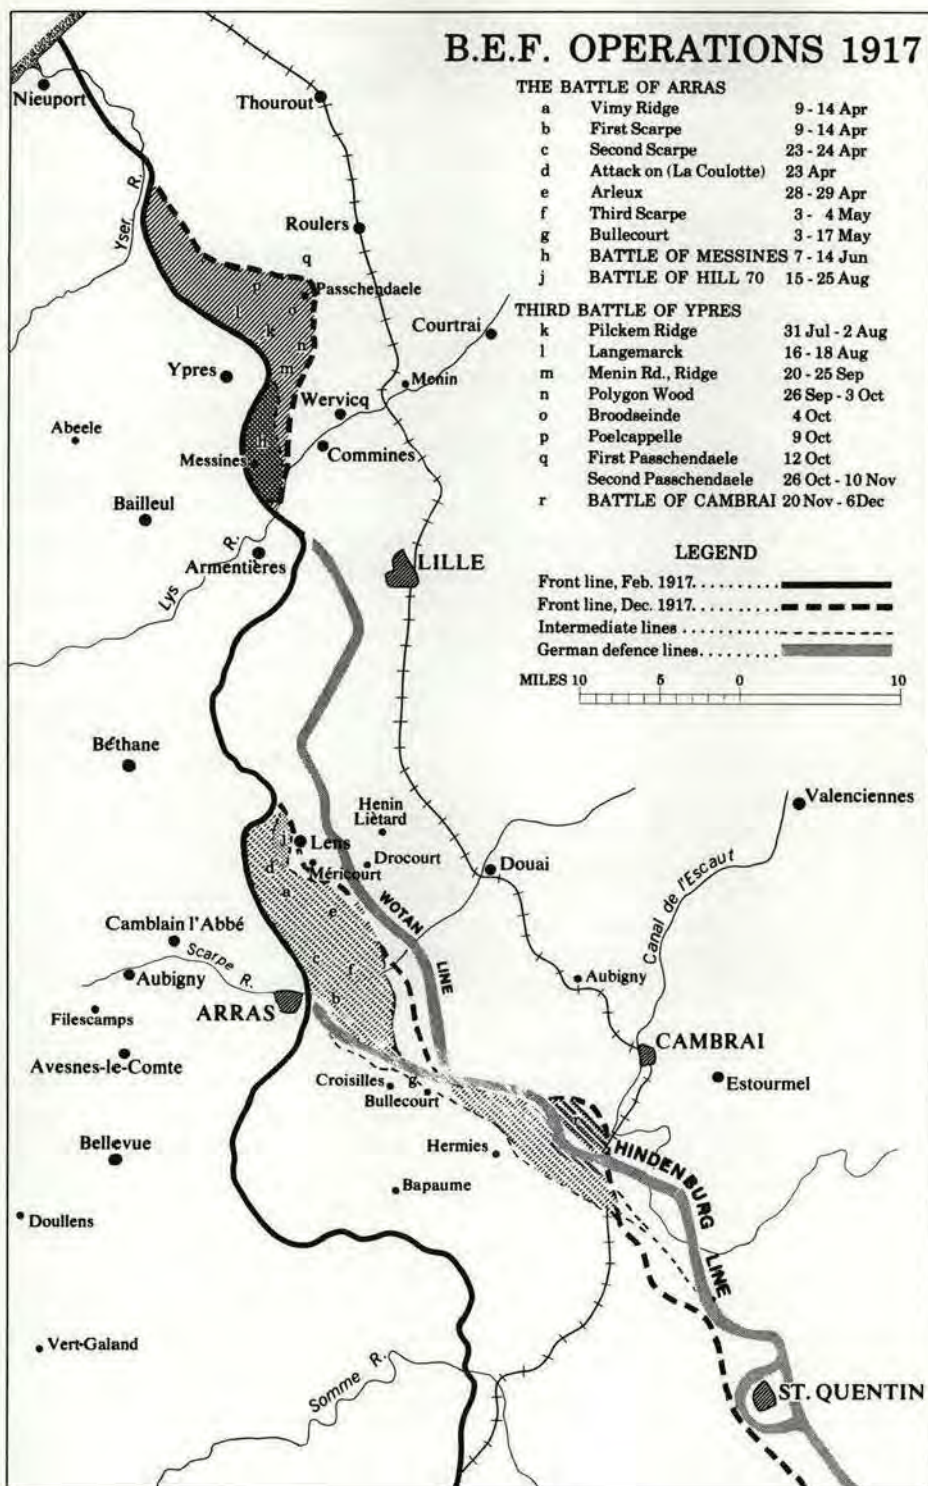 B.E.F. OPERATIONS 1917
THE BATTLE OF ARRAS
a Vimy Ridge 9 - 14 Apr
b First Scarpe 9 - 14 Apr
c Second Scarpe 23 - 24 Apr
d Attack on (La Coulotte) 23 Apr
e Arleux 28 - 29 Apr
f Third Scarpe 3 - 4 May
g Bullecourt 3 - 17 May
h BATTLE OF MESSINES 7 - 14 Jun
j BATTLE OF HILL 70 15 - 25 Aug
THIRD BATTLE OF YPRES
k Pilckem Ridge 31 Jul - 2 Aug
l Langemarck 16 - 18 Aug
m Menin Rd., Ridge 20 - 25 Sep
n Polygon Wood 26 Sep - 3 Oct
o Broodseinde 4 Oct
p Poelcappelle 9 Oct
q First Passchendaele 12 Oct
Second Passchendaele 26 Oct - 10 Nov
r BATTLE OF CAMBRAI 20 Nov - 6Dec
LEGEND
Front line, Feb. 1917
Front line, Dec. 1917
Intermediate lines
German defence lines
MILES 10 5 0 10
Nieuport
Thourout
Yser R.
Roulers
q
p
Passchendaele
o
l
k
n
m
Courtrai
Ypres
Menin
Wervicq
Abeele
h
Commines
Messines
Bailleul
Lys R.
Armentières
LILLE
Béthane
Valenciennes
Henin
Liètard
j
Lens
Drocourt
Méricourt
Douai
d
a
e
WOTAN LINE
Canal de l'Escaut
Camblain l'Abbé
Scarpe R.
c
f
Aubigny
Aubigny
b
ARRAS
Filescamps
CAMBRAI
Avesnes-le-Comte
Croisilles
g
Bullecourt
Estourmel
r
HINDENBURG LINE
Bellevue
Hermies
Bapaume
Doullens
Vert-Galand
Somme R.
ST. QUENTIN